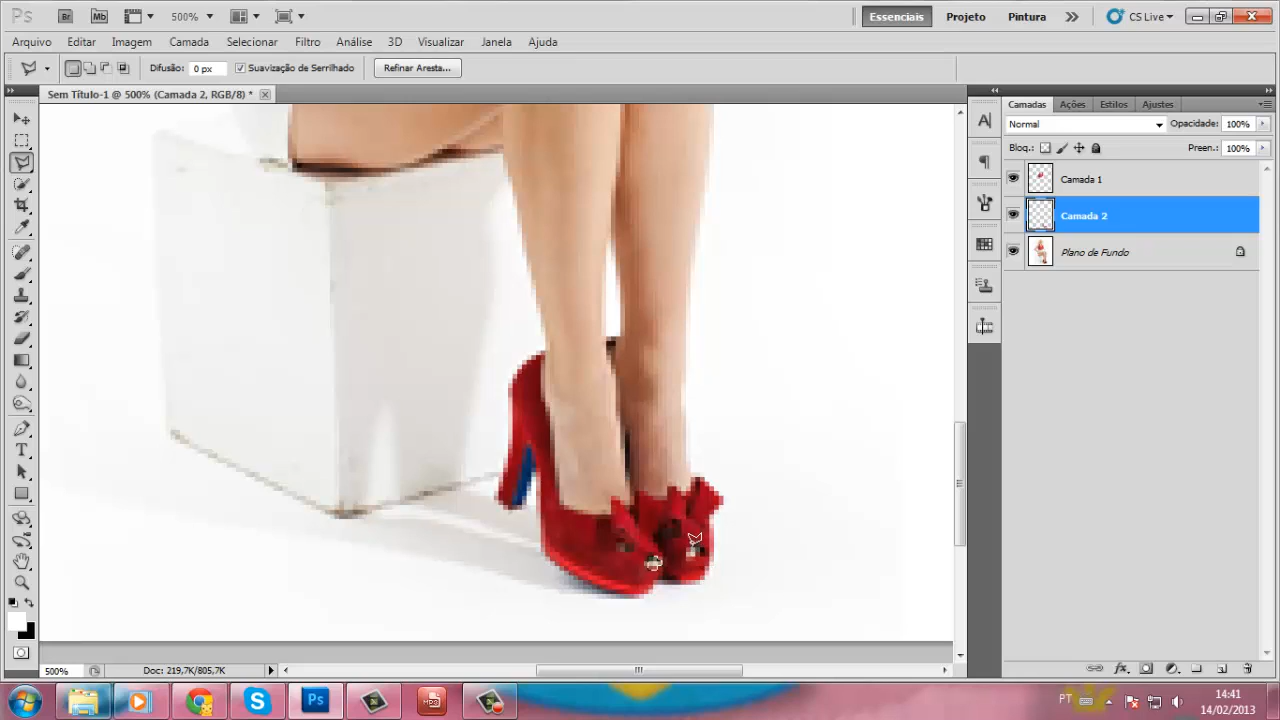 Ps Br Mb 500% Essenciais Projeto Pintura CS Live
Arquivo Editar Imagem Camada Selecionar Filtro Análise 3D Visualizar Janela Ajuda
Difusão: 0 px Suavização de Serrilhado Refinar Aresta...
Sem Título-1 @ 500% (Camada 2, RGB/8) *
Camadas Ações Estilos Ajustes
Normal Opacidade: 100%
Bloq.: Preen.: 100%
Camada 1
Camada 2
Plano de Fundo
500% Doc: 219,7K/805,7K
Ps PT 14:41
14/02/2013